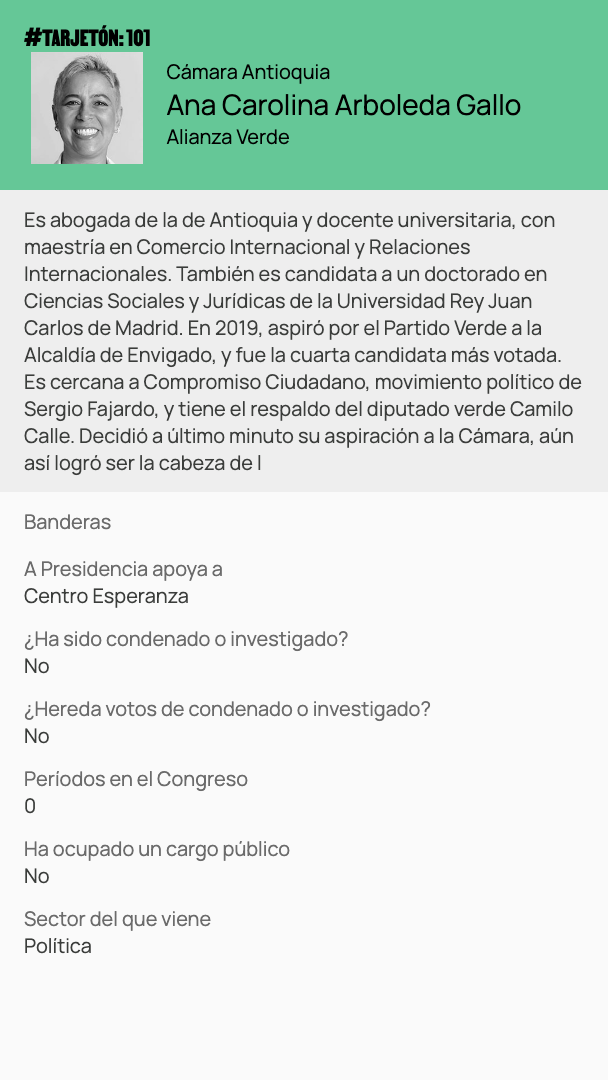 #TARJETÓN: 101
Cámara Antioquia
Ana Carolina Arboleda Gallo
Alianza Verde
Es abogada de la de Antioquia y docente universitaria, con
maestría en Comercio Internacional y Relaciones
Internacionales. También es candidata a un doctorado en
Ciencias Sociales y Jurídicas de la Universidad Rey Juan
Carlos de Madrid. En 2019, aspiró por el Partido Verde a la
Alcaldía de Envigado, y fue la cuarta candidata más votada.
Es cercana a Compromiso Ciudadano, movimiento político de
Sergio Fajardo, y tiene el respaldo del diputado verde Camilo
Calle. Decidió a último minuto su aspiración a la Cámara, aún
así logró ser la cabeza de l
Banderas
A Presidencia apoya a
Centro Esperanza
¿Ha sido condenado o investigado?
No
¿Hereda votos de condenado o investigado?
No
Períodos en el Congreso
0
Ha ocupado un cargo público
No
Sector del que viene
Política